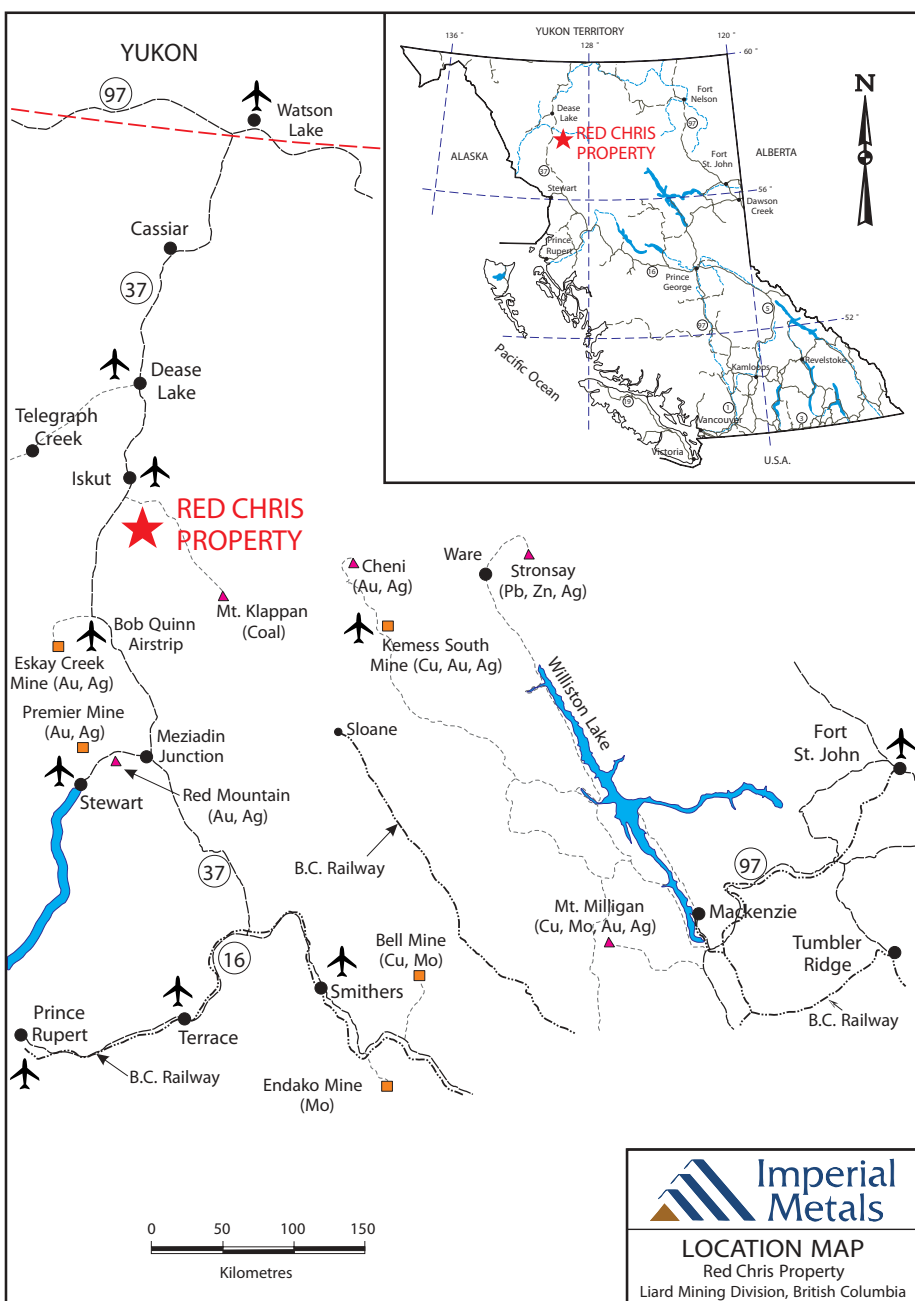 YUKON
97
Watson
Lake
Cassiar
37
Dease
Lake
Telegraph
Creek
Iskut
RED CHRIS
PROPERTY
Mt. Klappan
(Coal)
Bob Quinn
Airstrip
Eskay Creek
Mine (Au, Ag)
Premier Mine
(Au, Ag)
Meziadin
Junction
Stewart
Red Mountain
(Au, Ag)
37
16
Prince
Rupert
Terrace
B.C. Railway
Smithers
Bell Mine
(Cu, Mo)
Endako Mine
(Mo)
Cheni
(Au, Ag)
Kemess South
Mine (Cu, Au, Ag)
Sloane
B.C. Railway
Ware
Stronsay
(Pb, Zn, Ag)
Williston Lake
Mt. Milligan
(Cu, Mo, Au, Ag)
Mackenzie
97
Fort
St. John
Tumbler
Ridge
B.C. Railway
136 °
YUKON TERRITORY
128 °
120 °
60 °
Fort
Nelson
97
Dease
Lake
RED CHRIS
PROPERTY
ALASKA
37
Stewart
Fort
St. John
ALBERTA
56 °
Dawson
Creek
Prince
Rupert
16
Prince
George
5
52 °
97
Pacific Ocean
Kamloops
Revelstoke
19
1
3
Vancouver
Victoria
U.S.A.
N
0 50 100 150
Kilometres
Imperial
Metals
LOCATION MAP
Red Chris Property
Liard Mining Division, British Columbia